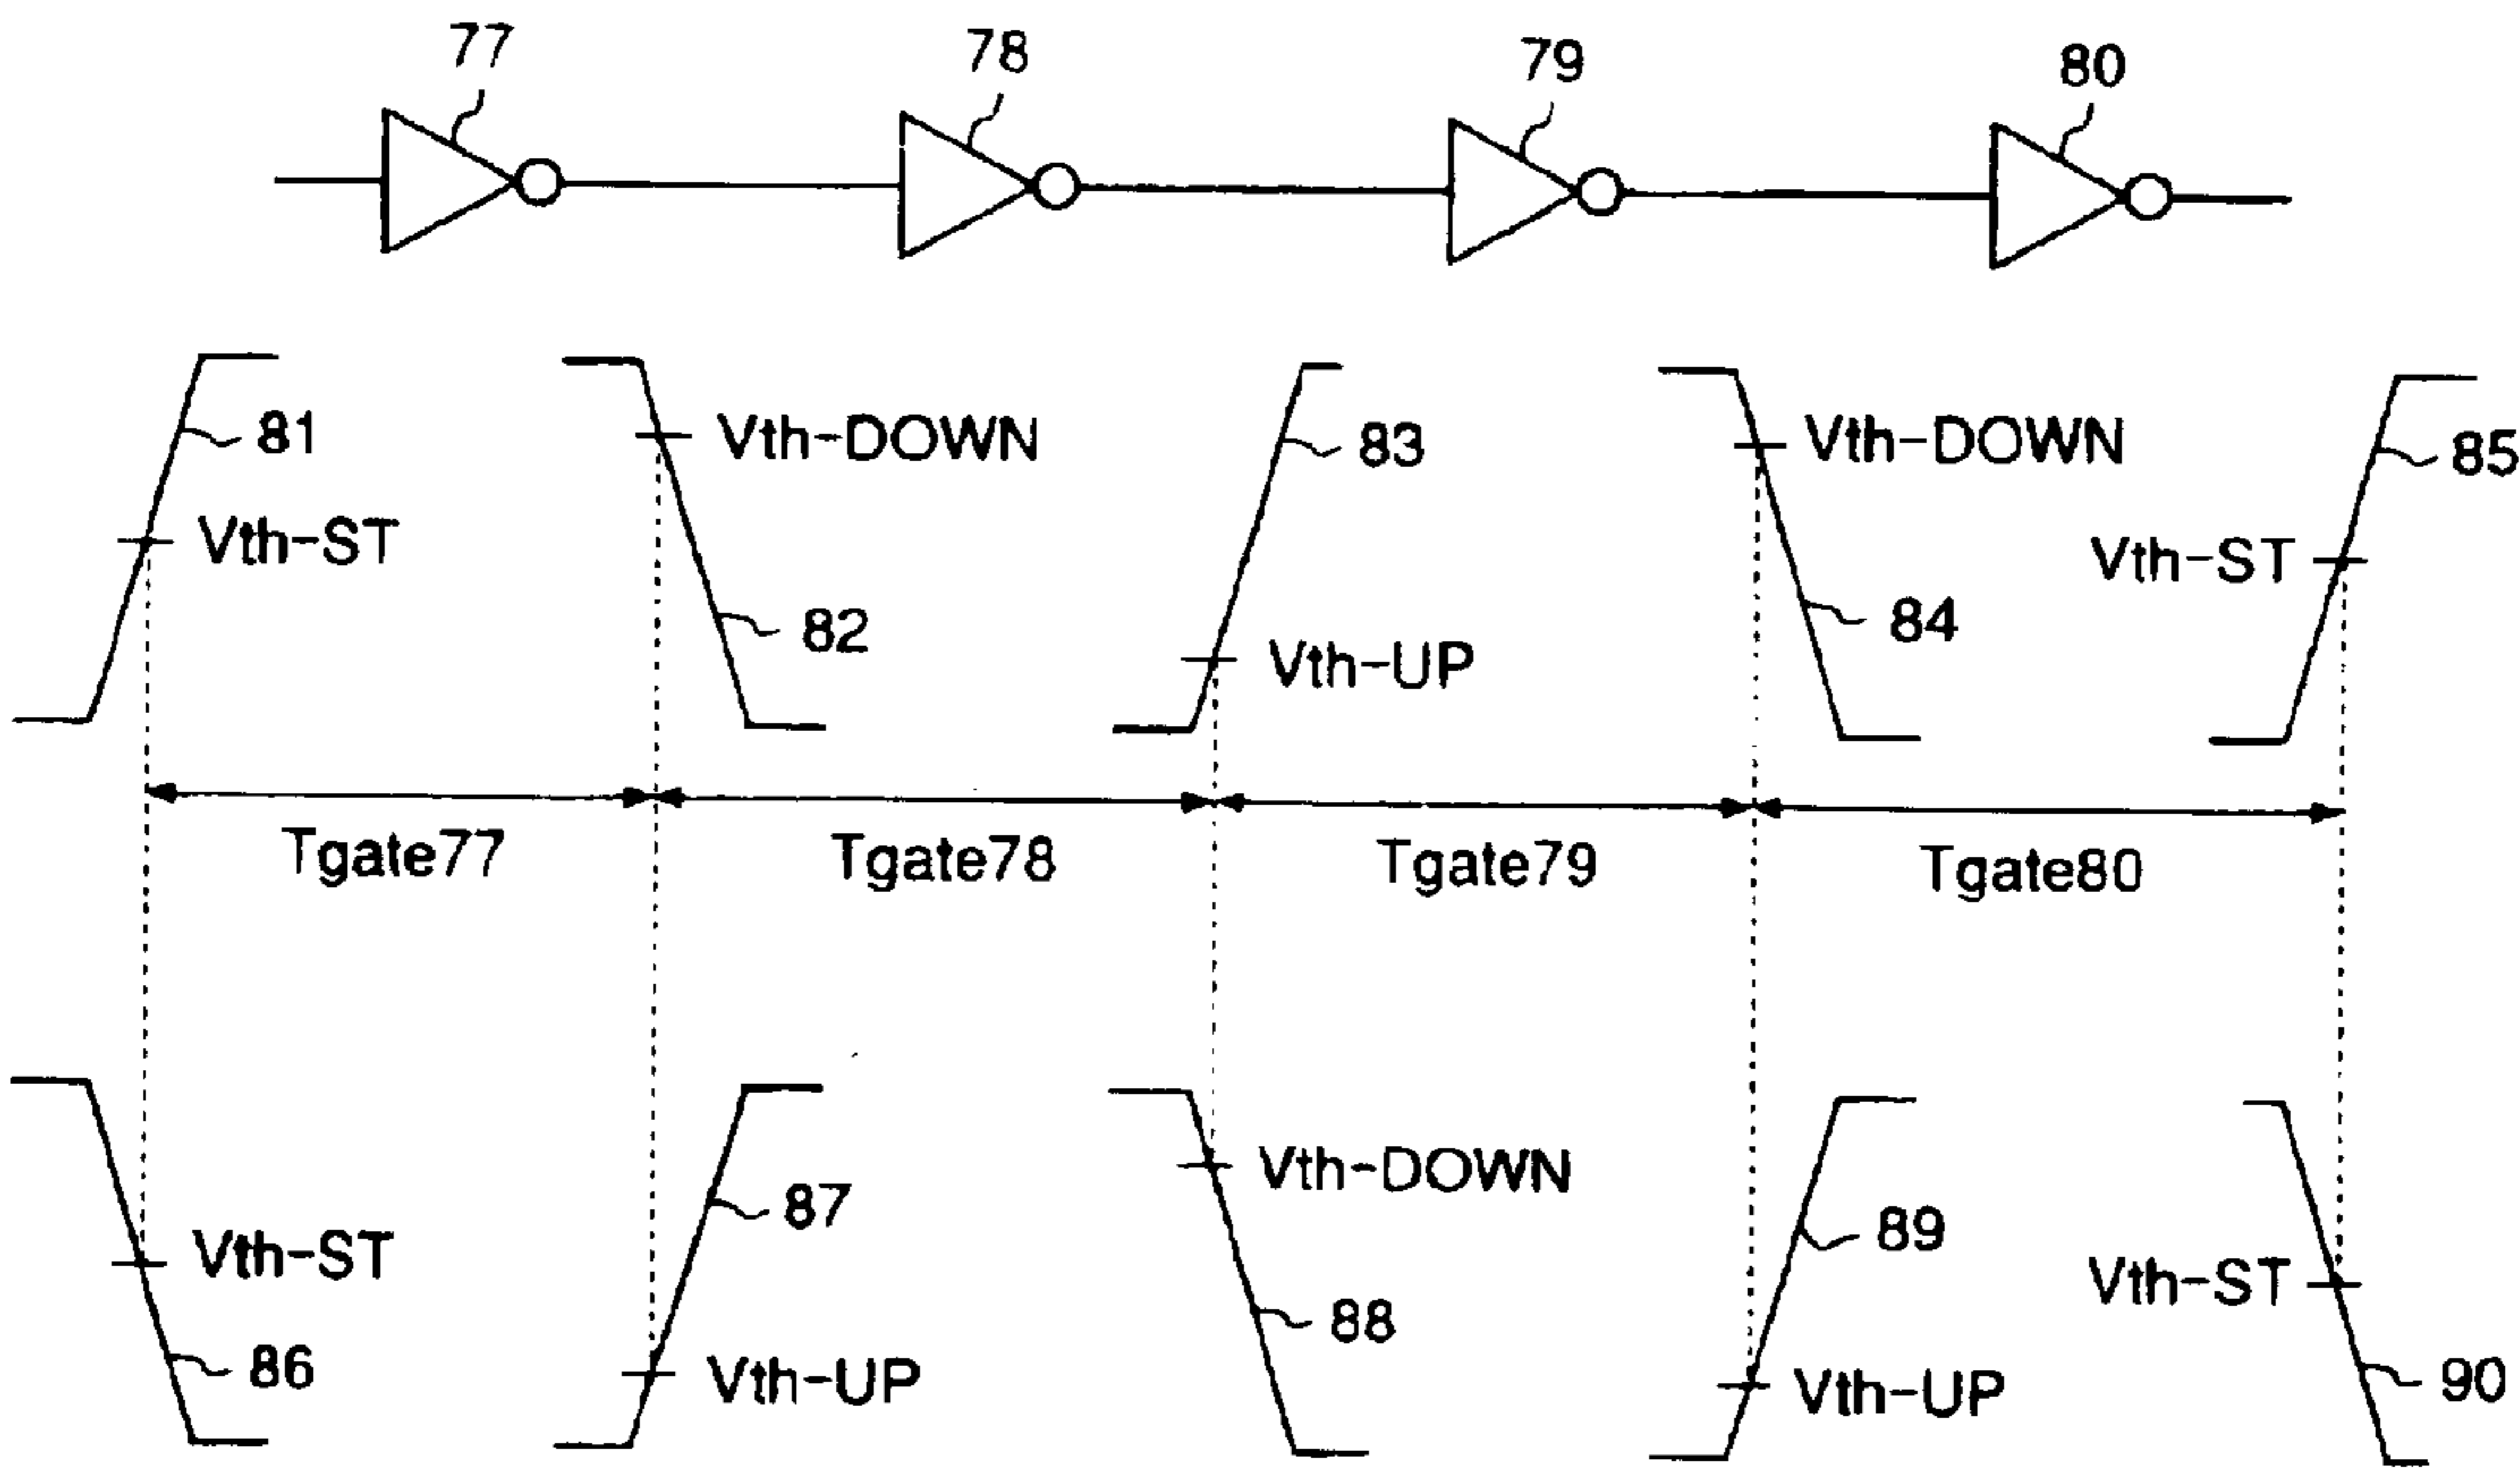 77
78
79
80
81
Vth-DOWN
83
Vth-DOWN
85
Vth-ST
Vth-ST
82
84
Vth-UP
Tgate77
Tgate78
Tgate79
Tgate80
Vth-DOWN
87
89
Vth-ST
Vth-ST
88
86
Vth-UP
Vth-UP
90